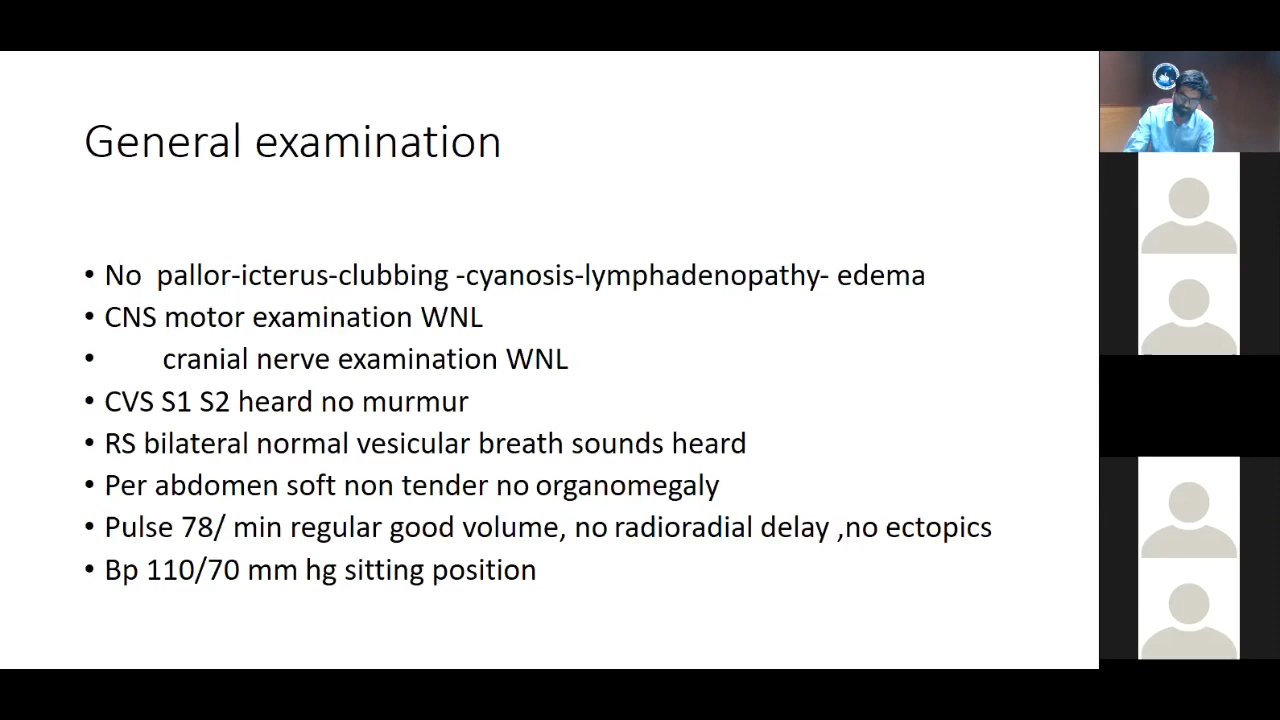 General examination
• No pallor-icterus-clubbing -cyanosis-lymphadenopathy- edema
• CNS motor examination WNL
• cranial nerve examination WNL
• CVS S1 S2 heard no murmur
• RS bilateral normal vesicular breath sounds heard
• Per abdomen soft non tender no organomegaly
• Pulse 78/ min regular good volume, no radioradial delay ,no ectopics
• Bp 110/70 mm hg sitting position